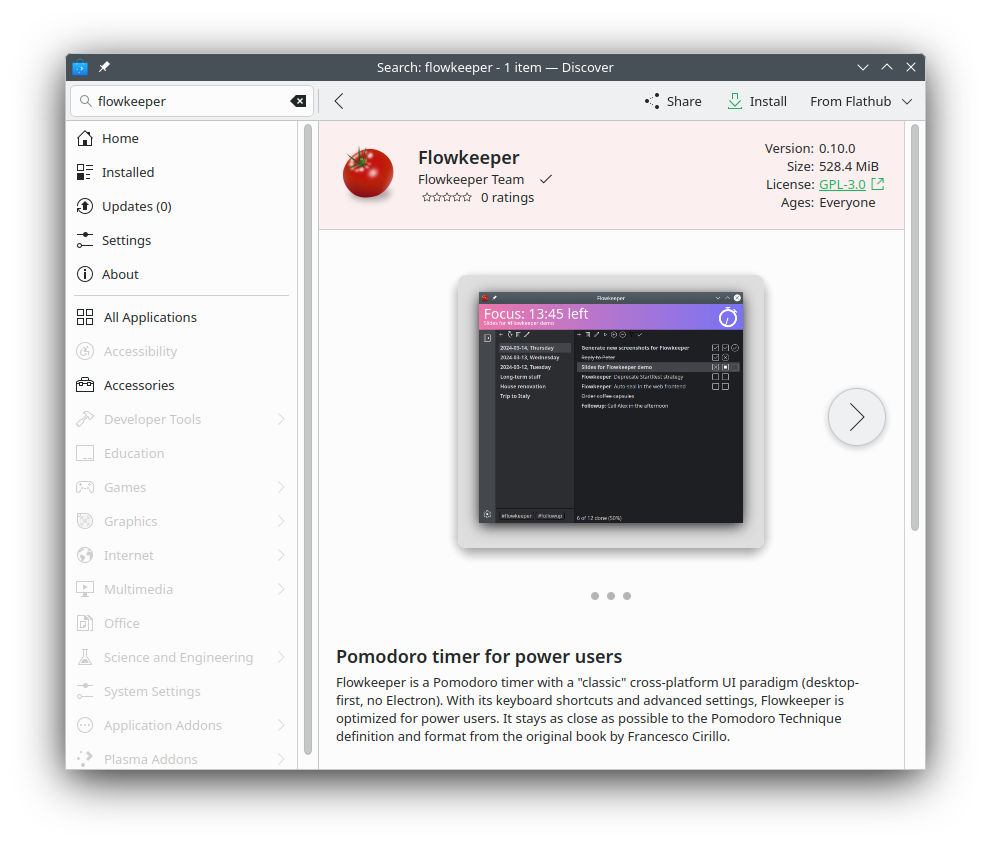 Search: flowkeeper - 1 item — Discover
flowkeeper
Share
Install
From Flathub
Home
Installed
Updates (0)
Settings
About
All Applications
Accessibility
Accessories
Developer Tools
Education
Games
Graphics
Internet
Multimedia
Office
Science and Engineering
System Settings
Application Addons
Plasma Addons
Flowkeeper
Flowkeeper Team
0 ratings
Version: 0.10.0
Size: 528.4 MiB
License: GPL-3.0
Ages: Everyone
Flowkeeper
Focus: 13:45 left
Slides for #Flowkeeper demo
2024-03-14, Thursday
2024-03-13, Wednesday
2024-03-12, Tuesday
Long-term stuff
House renovation
Trip to Italy
Generate new screenshots for Flowkeeper
Reply to Peter
Slides for Flowkeeper demo
Flowkeeper: Deprecate StartRest strategy
Flowkeeper: Auto-seal in the web frontend
Order coffee capsules
Followup: Call Alex in the afternoon
#flowkeeper #followup
6 of 12 done (50%)
Pomodoro timer for power users
Flowkeeper is a Pomodoro timer with a "classic" cross-platform UI paradigm (desktop-
first, no Electron). With its keyboard shortcuts and advanced settings, Flowkeeper is
optimized for power users. It stays as close as possible to the Pomodoro Technique
definition and format from the original book by Francesco Cirillo.